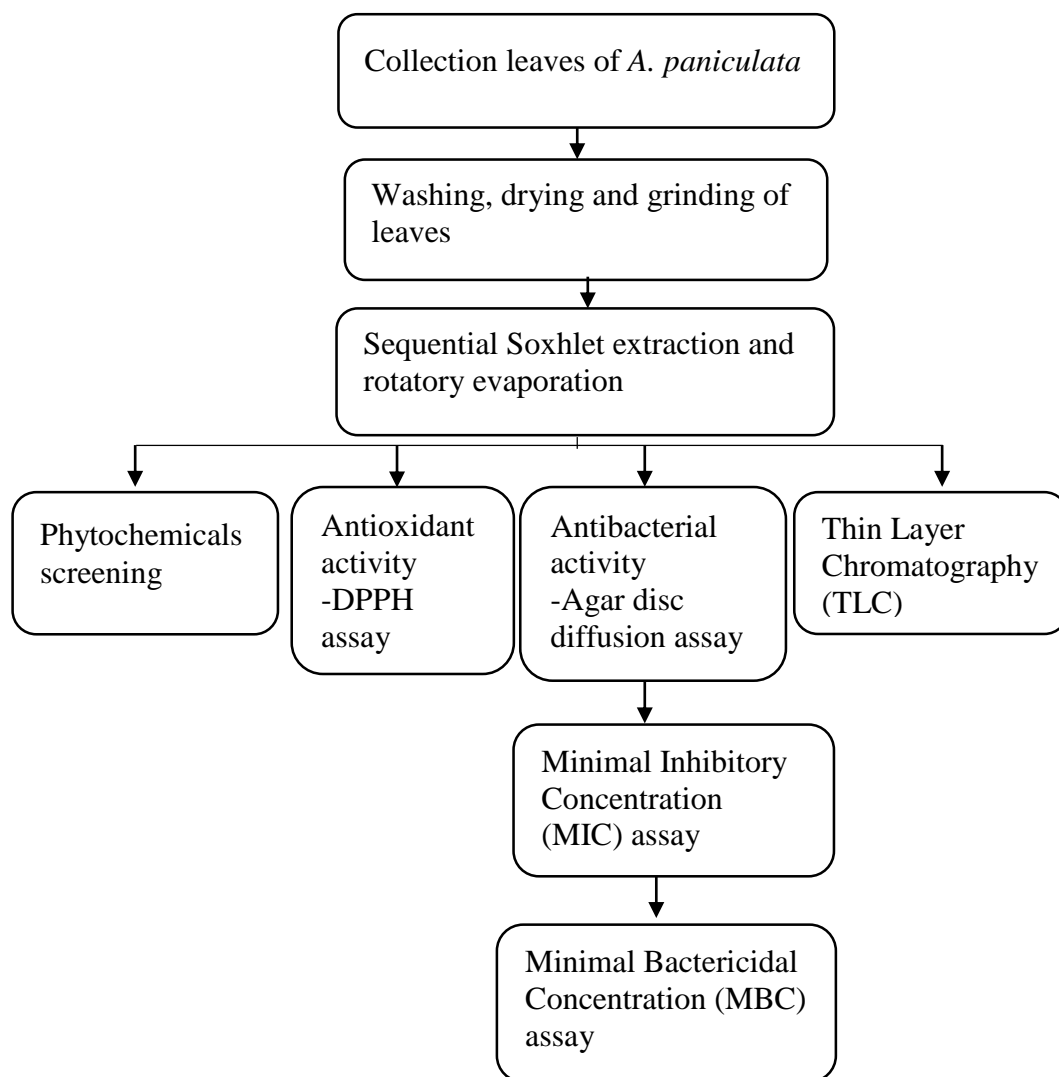 Collection leaves of A. paniculata
Washing, drying and grinding of
leaves
Sequential Soxhlet extraction and
rotatory evaporation
Phytochemicals
screening
Antioxidant
activity
-DPPH
assay
Antibacterial
activity
-Agar disc
diffusion assay
Thin Layer
Chromatography
(TLC)
Minimal Inhibitory
Concentration
(MIC) assay
Minimal Bactericidal
Concentration (MBC)
assay